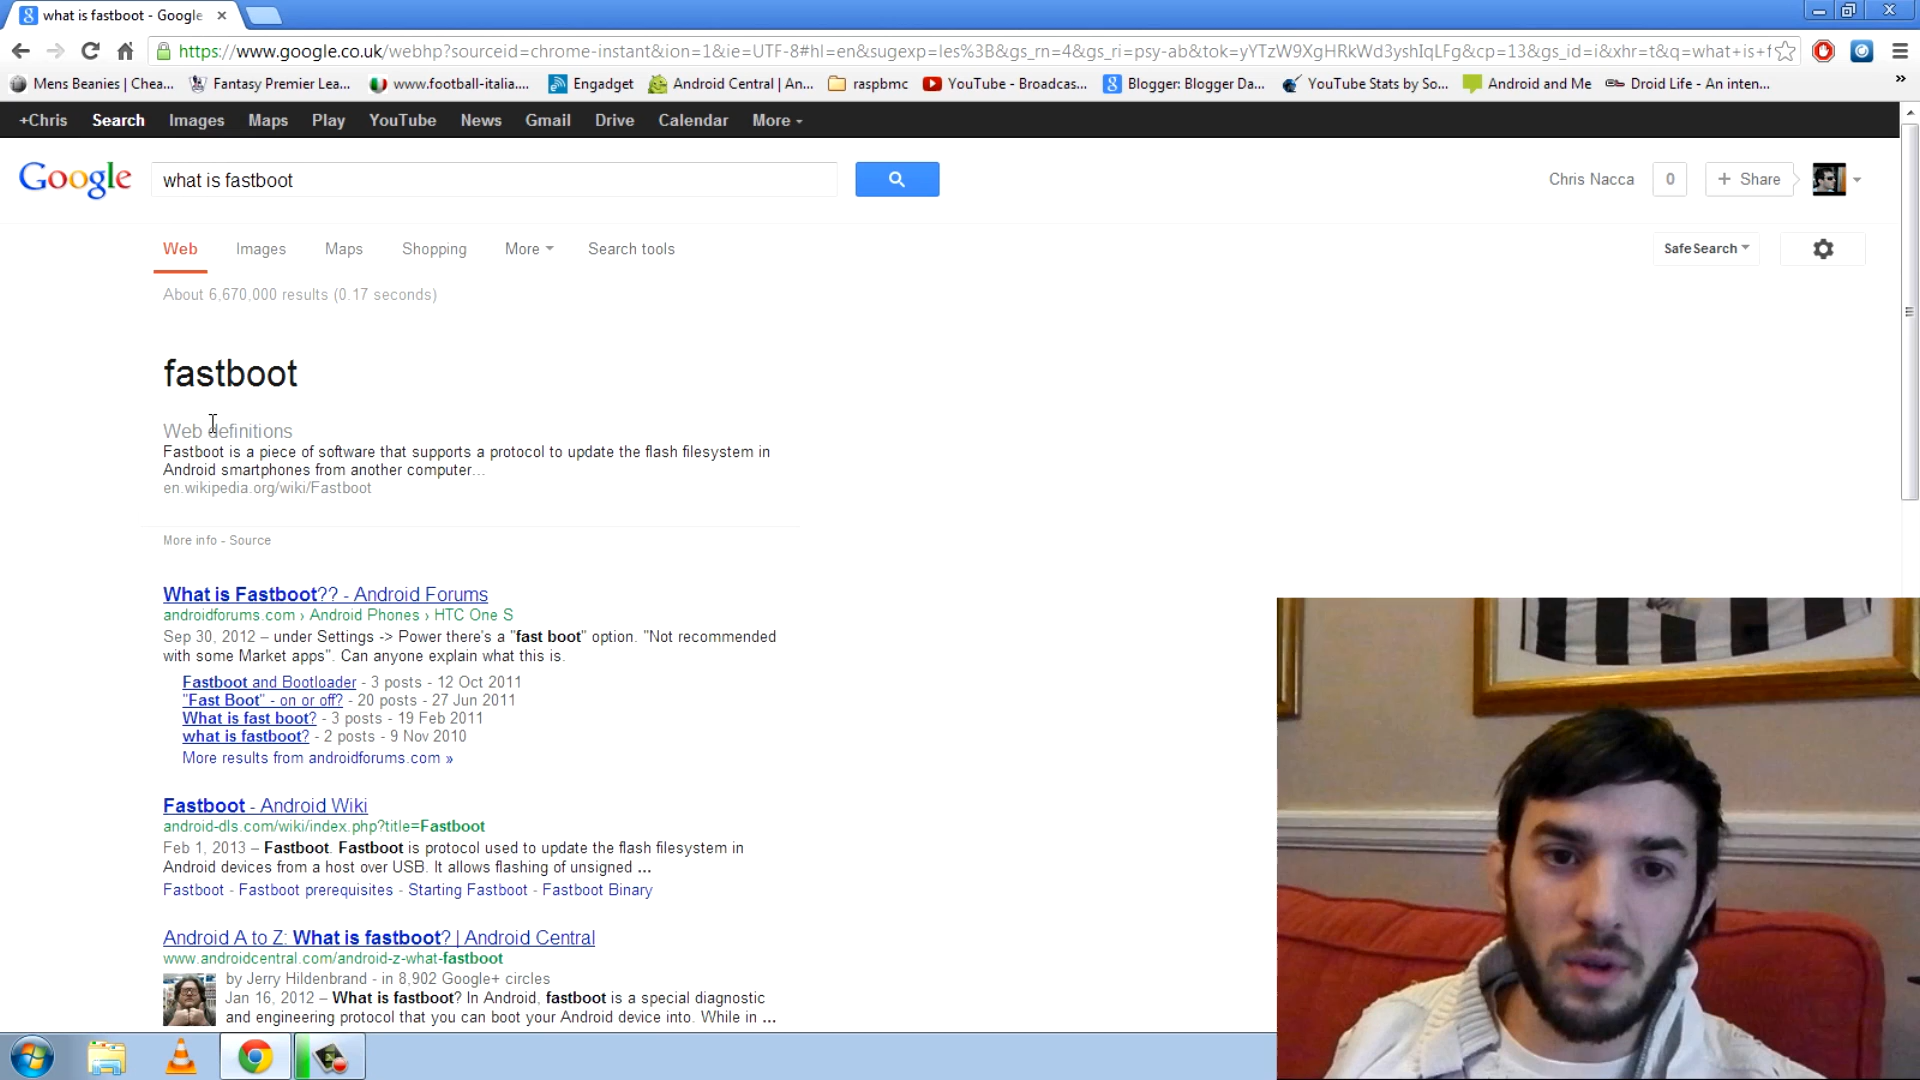 what is fastboot - Google
https://www.google.co.uk/webhp?sourceid=chrome-instant&ion=1&ie=UTF-8#hl=en&sugexp=les%3B&gs_rn=4&gs_ri=psy-ab&tok=yYTzW9XgHRkWd3yshIqLFg&cp=13&gs_id=i&xhr=t&q=what+is+f
Mens Beanies | Chea... Fantasy Premier Lea... www.football-italia.... Engadget Android Central | An... raspbmc YouTube - Broadcas... Blogger: Blogger Da... YouTube Stats by So... Android and Me Droid Life - An inten... »
+Chris Search Images Maps Play YouTube News Gmail Drive Calendar More
Google what is fastboot Chris Nacca 0 + Share
Web Images Maps Shopping More Search tools SafeSearch
About 6,670,000 results (0.17 seconds)
fastboot
Web definitions
Fastboot is a piece of software that supports a protocol to update the flash filesystem in
Android smartphones from another computer...
en.wikipedia.org/wiki/Fastboot
More info - Source
What is Fastboot?? - Android Forums
androidforums.com › Android Phones › HTC One S
Sep 30, 2012 – under Settings -> Power there's a "fast boot" option. "Not recommended
with some Market apps". Can anyone explain what this is.
Fastboot and Bootloader - 3 posts - 12 Oct 2011
"Fast Boot" - on or off? - 20 posts - 27 Jun 2011
What is fast boot? - 3 posts - 19 Feb 2011
what is fastboot? - 2 posts - 9 Nov 2010
More results from androidforums.com »
Fastboot - Android Wiki
android-dls.com/wiki/index.php?title=Fastboot
Feb 1, 2013 – Fastboot. Fastboot is protocol used to update the flash filesystem in
Android devices from a host over USB. It allows flashing of unsigned ...
Fastboot - Fastboot prerequisites - Starting Fastboot - Fastboot Binary
Android A to Z: What is fastboot? | Android Central
www.androidcentral.com/android-z-what-fastboot
by Jerry Hildenbrand - in 8,902 Google+ circles
Jan 16, 2012 – What is fastboot? In Android, fastboot is a special diagnostic
and engineering protocol that you can boot your Android device into. While in ...